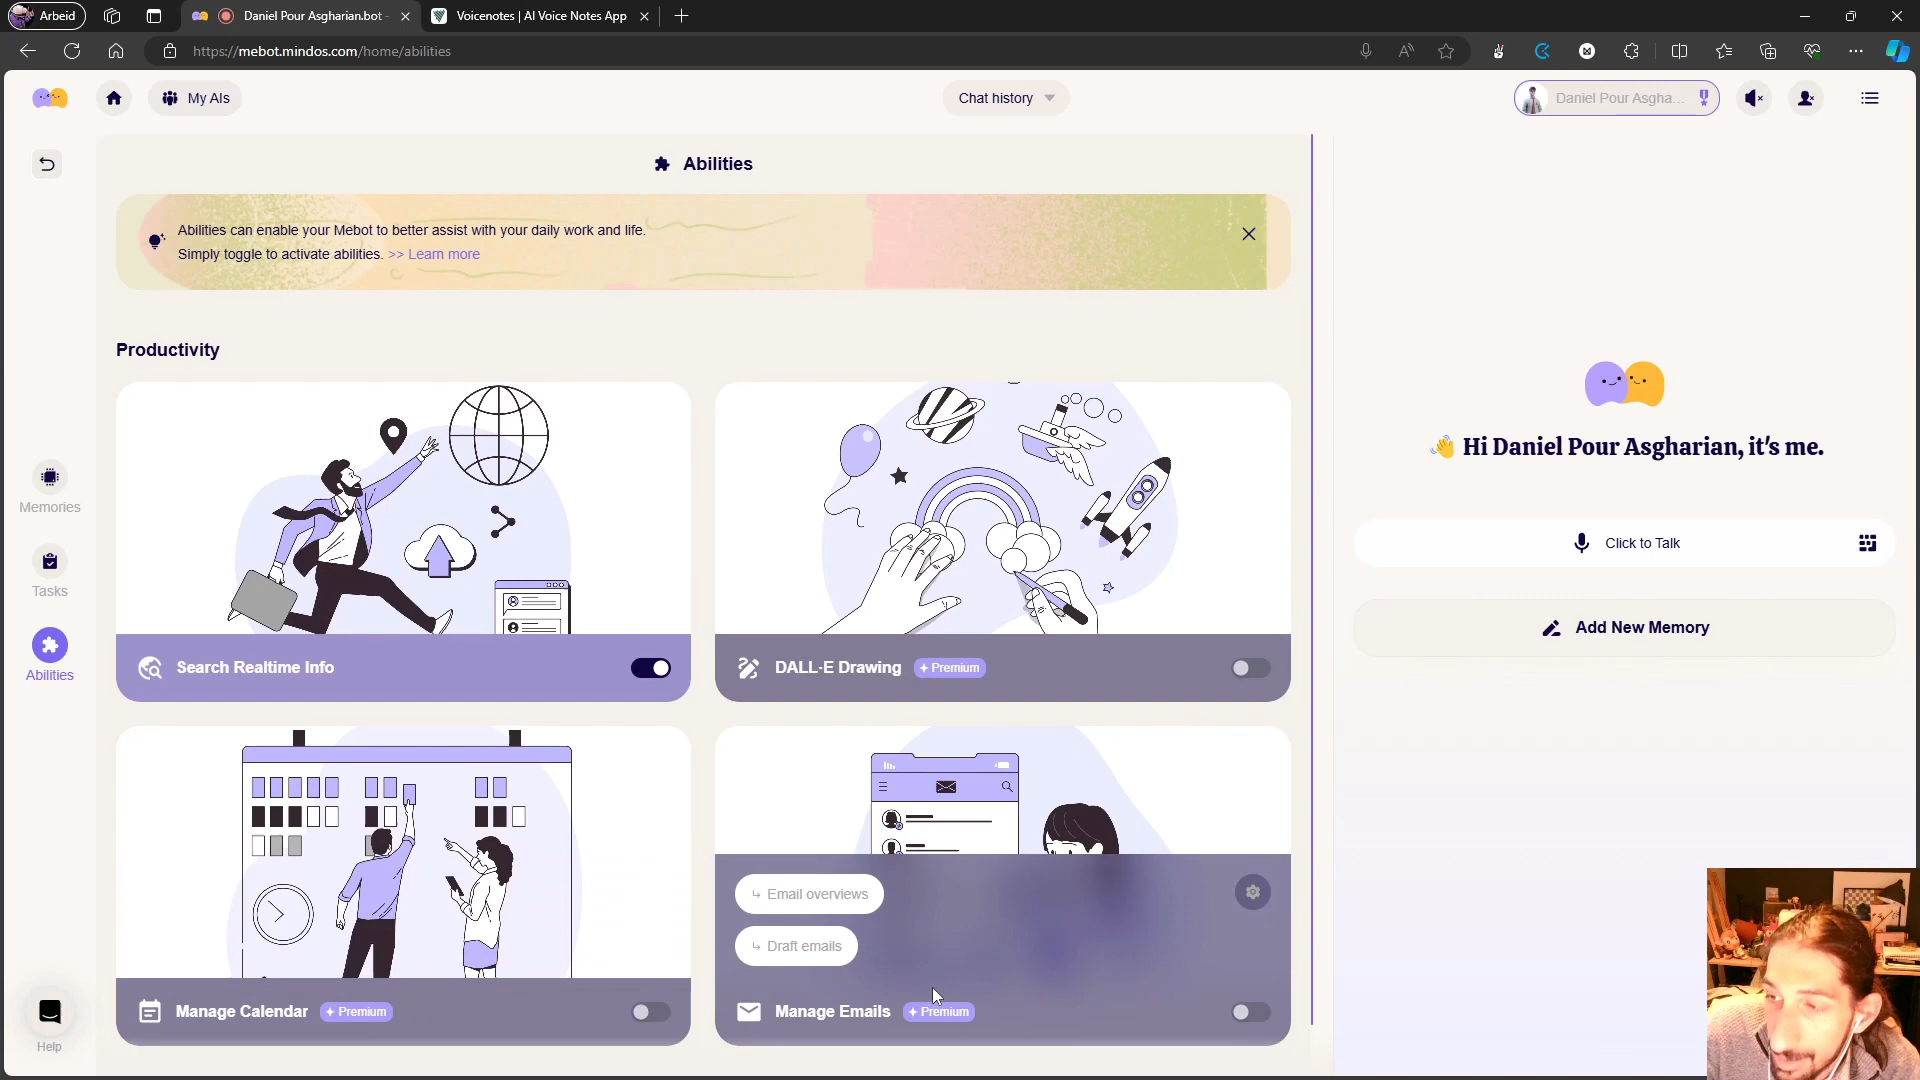 Arbeid
Daniel Pour Asgharian.bot -
Voicenotes | AI Voice Notes App
https://mebot.mindos.com/home/abilities
My AIs
Chat history
Daniel Pour Asgha...
Abilities
Abilities can enable your Mebot to better assist with your daily work and life.
Simply toggle to activate abilities. >> Learn more
Productivity
Search Realtime Info
DALL·E Drawing
+ Premium
Email overviews
Draft emails
Manage Calendar
+ Premium
Manage Emails
+ Premium
Memories
Tasks
Abilities
Help
👋 Hi Daniel Pour Asgharian, it's me.
Click to Talk
Add New Memory